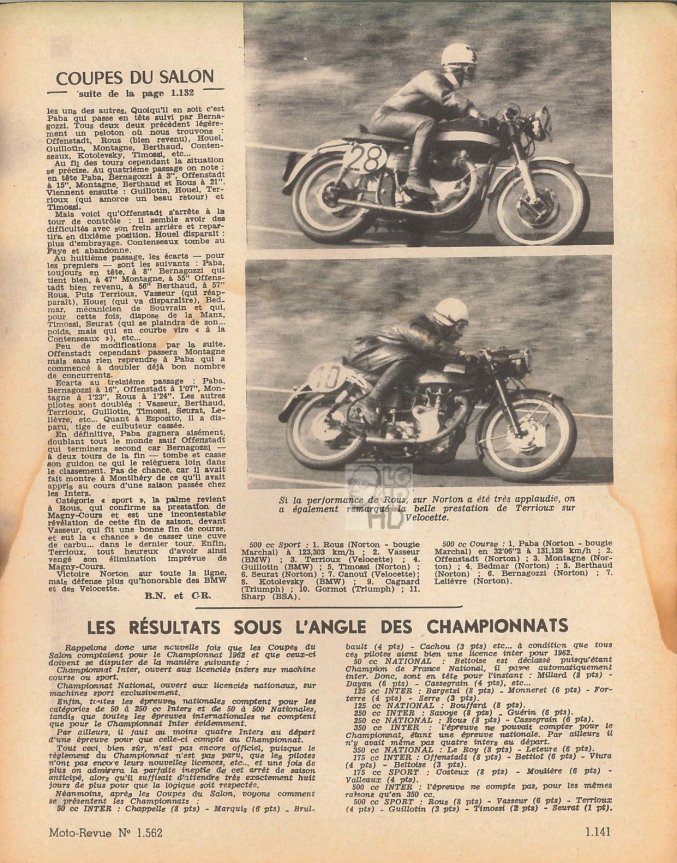 COUPES DU SALON
suite de la page 1.132
les uns des autres. Quoiqu'il en soit c'est
Paba qui passe en tête suivi par Berna-
gozzi. Tous deux deux précédent légère-
ment un peloton où nous trouvons :
Offenstadt, Rous (bien revenu), Houel,
Guillotin, Montagne, Berthaud, Conten-
seaux, Kotolevsky, Timossi, etc...
Au fil des tours cependant la situation
se précise. Au quatrième passage on note :
en tête Paba, Bernagozzi à 3", Offenstadt
à 15", Montagne, Berthaud et Rous à 21".
Viennent ensuite : Guillotin, Houel, Ter-
rioux (qui amorce un beau retour) et
Timossi.
Mais voici qu'Offenstadt s'arrête à la
tour de contrôle : il semble avoir des
difficultés avec son frein arrière et repar-
tira en dixième position. Houel disparaît :
plus d'embrayage. Contenseaux tombe au
Faye et abandonne.
Au huitième passage, les écarts — pour
les premiers — sont les suivants : Paba,
toujours en tête, à 8" Bernagozzi qui
tient bien, à 47" Montagne, à 55" Offens-
tadt bien revenu, à 56" Berthaud, à 57"
Rous, Puis Terrioux, Vasseur (qui réap-
paraît), Houel (qui va disparaître), Bed-
mar, mécanicien de Souvrain et qui,
pour cette fois, dispose de la Manx,
Timossi, Seurat (qui se plaindra de son...
poids, mais qui en courbe vire « à la
Contenseaux »), etc...
Peu de modifications par la suite.
Offenstadt cependant passera Montagne
mais sans rien reprendre à Paba qui a
commencé à doubler déjà bon nombre
de concurrents.
Ecarts au treizième passage : Paba,
Bernagozzi à 16", Offenstadt à 1'07", Mon-
tagne à 1'23", Rous à 1'24". Les autres
pilotes sont doublés : Vasseur, Berthaud,
Terrioux, Guillotin, Timossi, Seurat, Le-
lièvre, etc... Quant à Esposito, il a dis-
paru, tige de culbuteur cassée.
En définitive, Paba gagnera aisément,
doublant tout le monde sauf Offenstadt
qui terminera second car Bernagozzi —
à deux tours de la fin — tombe et casse
son guidon ce qui le relèguera loin dans
le classement. Pas de chance, car il avait
fait montre à Montlhéry de ce qu'il avait
appris au cours d'une saison passée chez
les Inters.
Catégorie « sport », la palme revient
à Rous, qui confirme sa prestation de
Magny-Cours et est une incontestable
révélation de cette fin de saison, devant
Vasseur, qui fit une bonne fin de course,
et eut la « chance » de casser une cuve
de carbu... dans le dernier tour. Enfin,
Terrioux, tout heureux d'avoir ainsi
vengé son élimination imprévue de
Magny-Cours.
Victoire Norton sur toute la ligne,
mais défense plus qu'honorable des BMW
et des Velocette.
B.N. et C-R.
28
Si la performance de Rous, sur Norton a été très applaudie, on
a également remarqué la belle prestation de Terrioux sur
Velocette.
HD
500 cc Sport : 1. Rous (Norton - bougie
Marchal) à 123,303 km/h ; 2. Vasseur
(BMW) ; 3. Terrioux (Velocette) ; 4.
Guillotin (BMW) ; 5. Timossi (Norton) ;
6. Seurat (Norton) ; 7. Canouï (Velocette) ;
8. Kotolevsky (BMW) ; 9. Cagnard
(Triumph) ; 10. Gormot (Triumph) ; 11.
Sharp (BSA).
500 cc Course : 1. Paba (Norton - bougie
Marchal) en 32'06"2 à 131,128 km/h ; 2.
Offenstadt (Norton) ; 3. Montagne (Nor-
ton) ; 4. Bedmar (Norton) ; 5. Berthaud
(Norton) ; 6. Bernagozzi (Norton) ; 7.
Lelièvre (Norton).
LES RÉSULTATS SOUS L'ANGLE DES CHAMPIONNATS
Rappelons donc une nouvelle fois que les Coupes du
Salon comptaient pour le Championnat 1962 et que ceux-ci
doivent se disputer de la manière suivante :
Championnat Inter, ouvert aux licenciés inters sur machine
course ou sport.
Championnat National, ouvert aux licenciés nationaux, sur
machines sport exclusivement.
Enfin, toutes les épreuves nationales comptent pour les
catégories de 50 à 250 cc Inters et de 50 à 500 Nationales,
tandis que toutes les épreuves internationales ne comptent
que pour le Championnat Inter évidemment.
Par ailleurs, il faut au moins quatre Inters au départ
d'une épreuve pour que celle-ci compte au Championnat.
Tout ceci bien sûr, n'est pas encore officiel, puisque le
règlement du Championnat n'est pas paru, que les pilotes
n'ont pas encore leurs nouvelles licences, etc... et une fois de
plus on admirera la parfaite ineptie de cet arrêt de saison
anticipé, alors qu'il suffisait d'attendre très exactement huit
jours de plus pour que la logique soit respectée.
Néanmoins, après les Coupes du Salon, voyons comment
se présentent les Championnats :
50 cc INTER : Chappelle (8 pts) - Marquis (6 pts) - Brul-
bault (4 pts) - Cachou (3 pts) etc... à condition que tous
ces pilotes aient bien une licence inter pour 1962.
50 cc NATIONAL : Beltoise est déclassé puisqu'étant
Champion de France National, il passe automatiquement
inter. Donc, sont en tête pour l'instant : Millard (8 pts) -
Dayan (6 pts) - Cassegrain (4 pts), etc...
125 cc INTER : Bargetsi (8 pts) - Monneret (6 pts) - For-
terre (4 pts) - Serre (3 pts).
125 cc NATIONAL : Bouffard (8 pts).
250 cc INTER : Savoye (8 pts) - Guérin (6 pts).
250 cc NATIONAL : Rous (8 pts) - Cassegrain (6 pts).
350 cc INTER : l'épreuve ne pouvait compter pour le
Championnat, étant une épreuve nationale. Par ailleurs il
n'y avait même pas quatre inters au départ.
350 cc NATIONAL : Le Roy (8 pts) - Leteure (6 pts).
175 cc INTER : Offenstadt (8 pts) - Bettiol (6 pts) - Viura
(4 pts) - Beltoise (3 pts).
175 cc SPORT : Costeux (8 pts) - Moulière (6 pts) -
Valleaux (4 pts).
500 cc INTER : l'épreuve ne compte pas, pour les mêmes
raisons qu'en 350 cc.
500 cc SPORT : Rous (8 pts) - Vasseur (6 pts) - Terrioux
(4 pts) - Guillotin (3 pts) - Timossi (2 pts) - Seurat (1 pt).
Moto-Revue N° 1.562
1.141